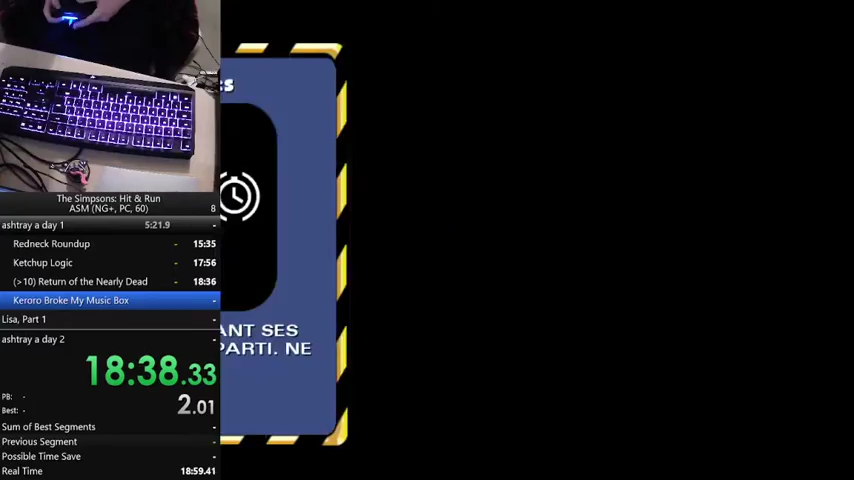 The Simpsons: Hit & Run
ASM (NG+, PC, 60) 8
ashtray a day 1 5:21.9 -
Redneck Roundup - 15:35
Ketchup Logic - 17:56
(>10) Return of the Nearly Dead - 18:36
Keroro Broke My Music Box -
Lisa, Part 1 -
ashtray a day 2 -
18:38.33
PB: -
Best: -
2.01
Sum of Best Segments -
Previous Segment -
Possible Time Save -
Real Time 18:59.41
ANT SES
PARTI. NE